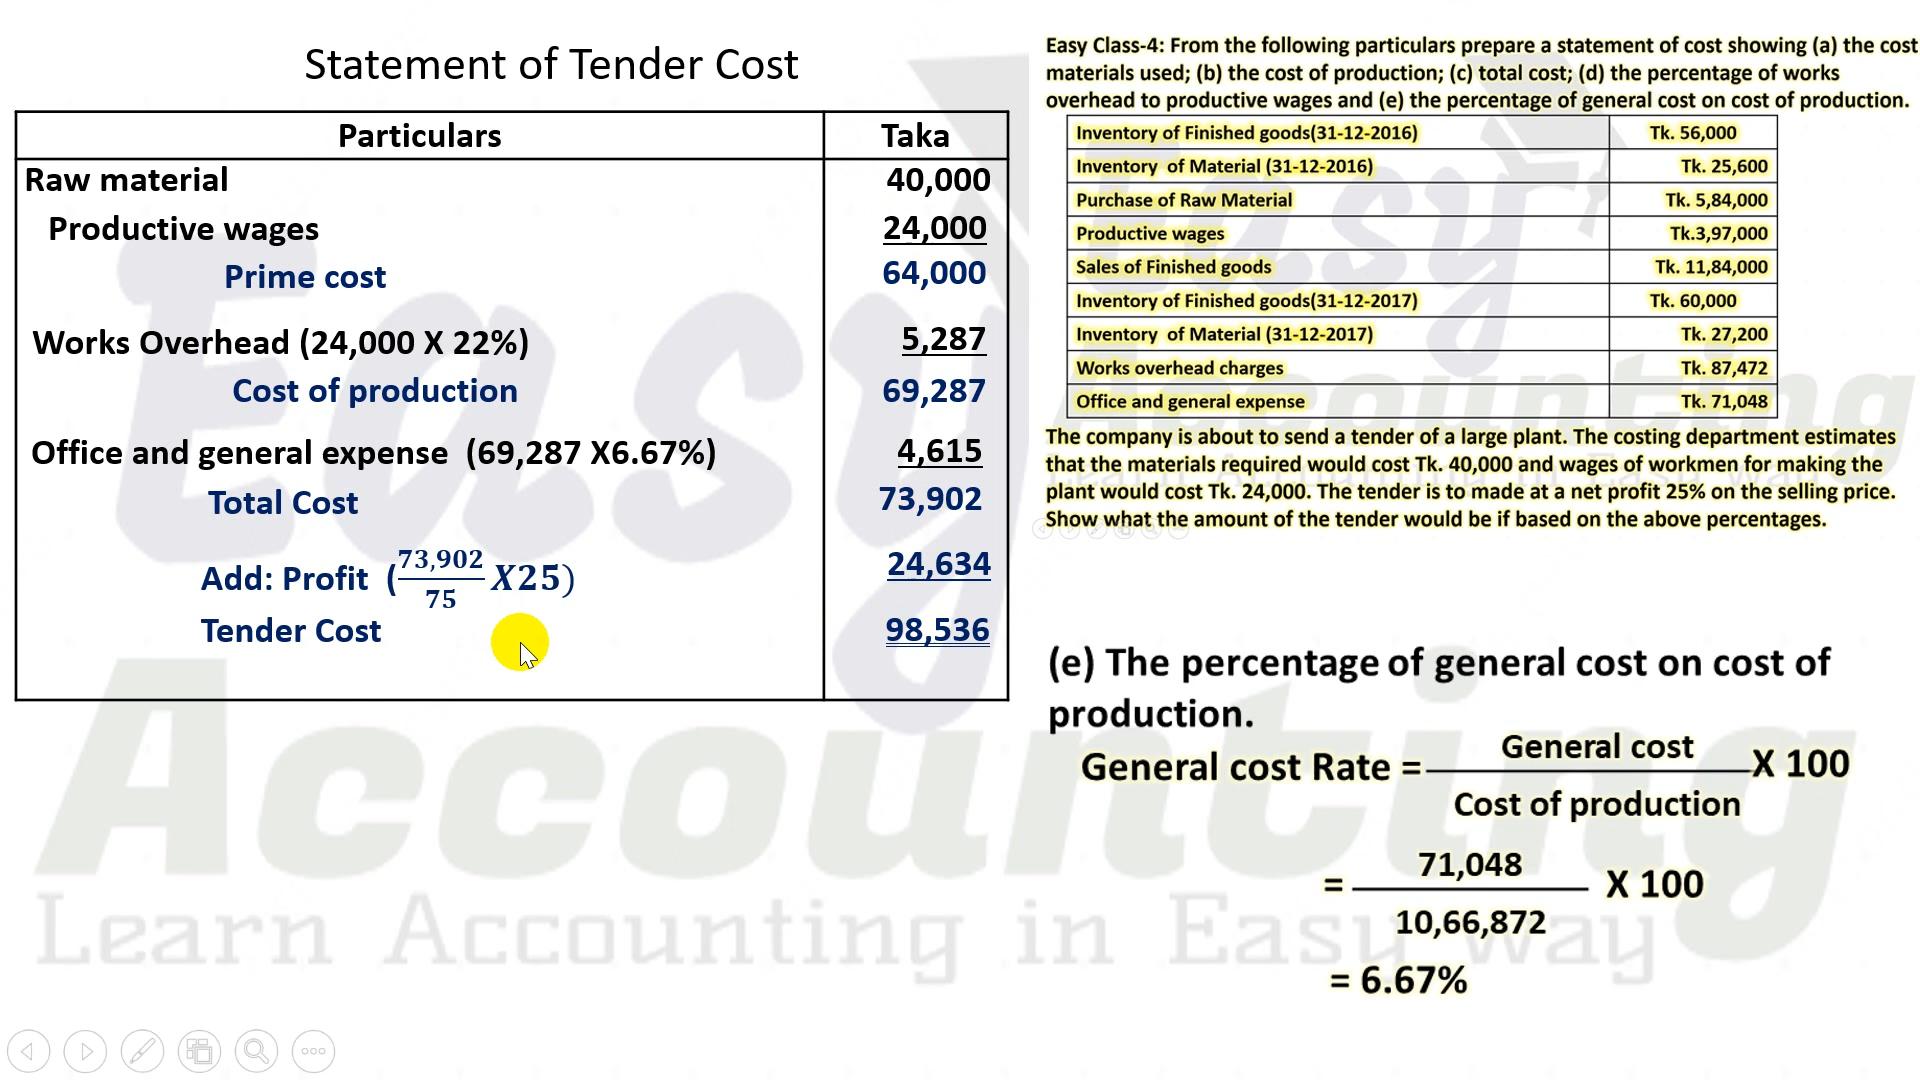 Statement of Tender Cost
Particulars Taka
Raw material 40,000
Productive wages 24,000
Prime cost 64,000
Works Overhead (24,000 X 22%) 5,287
Cost of production 69,287
Office and general expense (69,287 X6.67%) 4,615
Total Cost 73,902
Add: Profit (73,902/75 X25) 24,634
Tender Cost 98,536
Easy Class-4: From the following particulars prepare a statement of cost showing (a) the cost
materials used; (b) the cost of production; (c) total cost; (d) the percentage of works
overhead to productive wages and (e) the percentage of general cost on cost of production.
Inventory of Finished goods(31-12-2016) Tk. 56,000
Inventory of Material (31-12-2016) Tk. 25,600
Purchase of Raw Material Tk. 5,84,000
Productive wages Tk.3,97,000
Sales of Finished goods Tk. 11,84,000
Inventory of Finished goods(31-12-2017) Tk. 60,000
Inventory of Material (31-12-2017) Tk. 27,200
Works overhead charges Tk. 87,472
Office and general expense Tk. 71,048
The company is about to send a tender of a large plant. The costing department estimates
that the materials required would cost Tk. 40,000 and wages of workmen for making the
plant would cost Tk. 24,000. The tender is to made at a net profit 25% on the selling price.
Show what the amount of the tender would be if based on the above percentages.
(e) The percentage of general cost on cost of
production.
General cost Rate = General cost / Cost of production X 100
= 71,048 / 10,66,872 X 100
= 6.67%
Easy
Accounting
Learn Accounting in Easy way